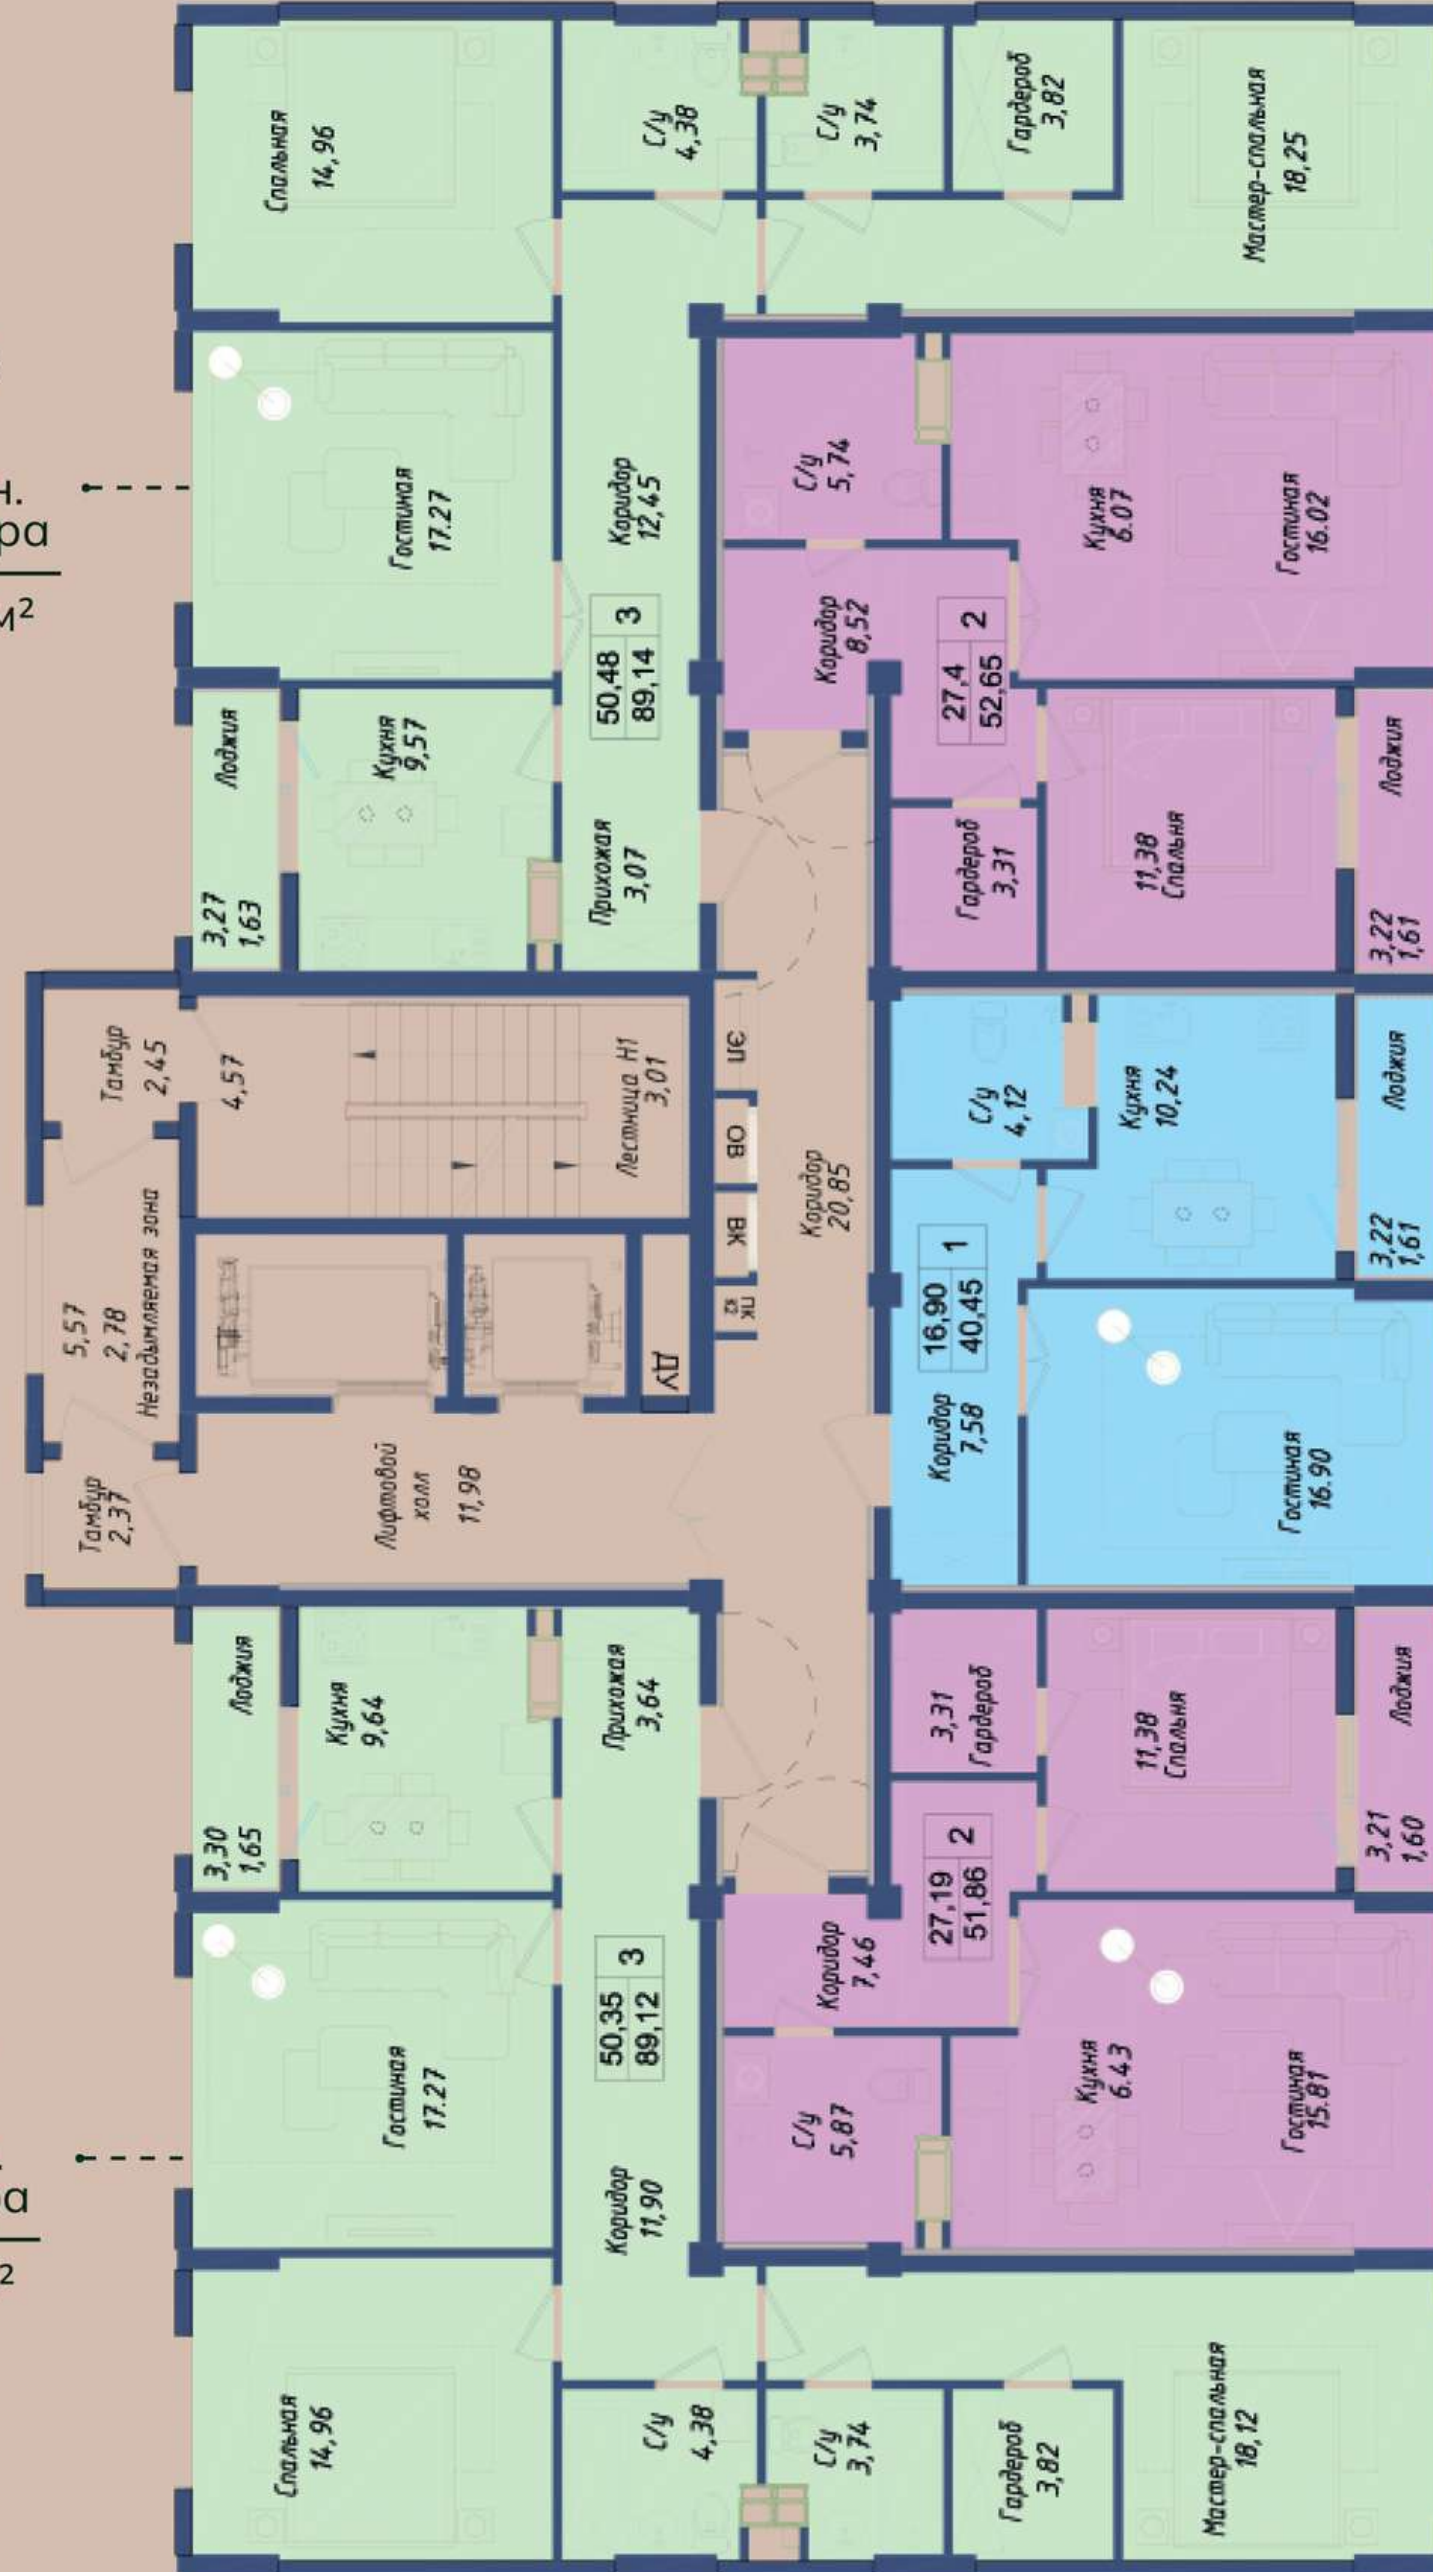 н.
ра
м²
а
²
Спальная
14,96
С/у
4,38
С/у
3,74
Гардероб
3,82
Мастер-спальная
18,25
Гостиная
17.27
Коридор
12,45
50,48
3
89,14
Лоджия
3,27
1,63
Кухня
9,57
Прихожая
3,07
С/у
5,74
Коридор
8,52
27,4
2
52,65
Кухня
6.07
Гостиная
16.02
Гардероб
3,31
11,38
Спальня
Лоджия
3,22
1,61
Тамбур
2,45
4,57
Лестница Н1
3,01
5,57
2,78
Незадымляемая зона
Тамбур
2,37
Лифтовой
холл
11,98
ДУ
ЭЛ
ОВ
ВК
ПК
К2
Коридор
20,85
С/у
4,12
Кухня
10,24
Лоджия
3,22
1,61
16,90
1
40,45
Коридор
7,58
Гостиная
16.90
Лоджия
3,30
1,65
Кухня
9,64
Прихожая
3,64
Гостиная
17.27
50,35
3
89,12
Коридор
11,90
3,31
Гардероб
11,38
Спальня
Лоджия
3,21
1,60
27,19
2
51,86
Коридор
7,46
С/у
5,87
Кухня
6.43
Гостиная
15.81
Спальная
14,96
С/у
4,38
С/у
3,74
Гардероб
3,82
Мастер-спальная
18,12